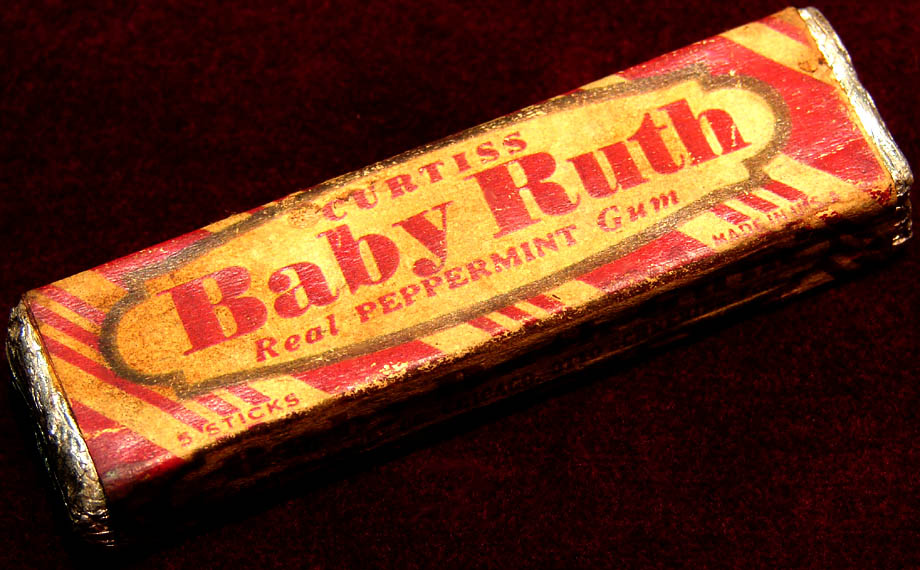 CURTISS
Baby Ruth
Real PEPPERMINT Gum
5 STICKS
MADE IN U.S.A.